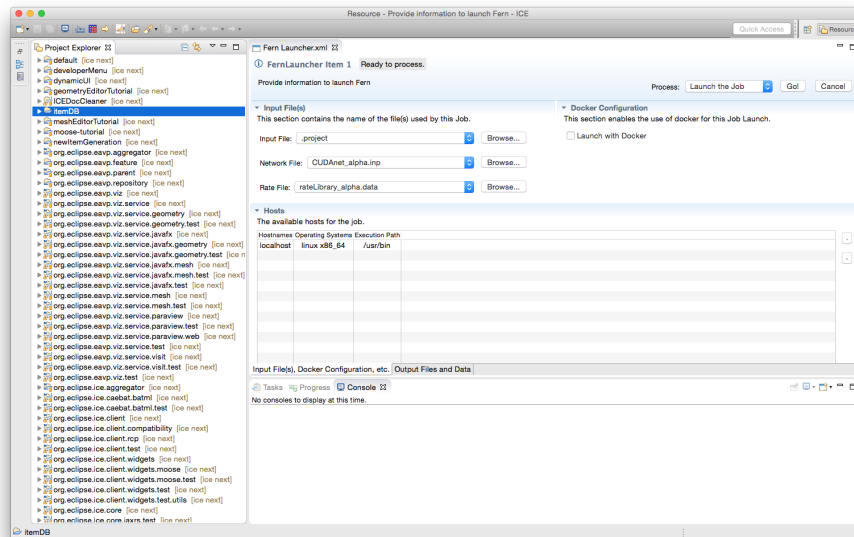 Resource - Provide information to launch Fern - ICE
Quick Access
Resourc
Project Explorer
default [ice next]
developerMenu [ice next]
dynamicUI [ice next]
geometryEditorTutorial [ice next]
ICEDocCleaner [ice next]
itemDB
meshEditorTutorial [ice next]
moose-tutorial [ice next]
newItemGeneration [ice next]
org.eclipse.eavp.aggregator [ice next]
org.eclipse.eavp.feature [ice next]
org.eclipse.eavp.parent [ice next]
org.eclipse.eavp.repository [ice next]
org.eclipse.eavp.viz [ice next]
org.eclipse.eavp.viz.service [ice next]
org.eclipse.eavp.viz.service.geometry [ice next]
org.eclipse.eavp.viz.service.geometry.test [ice next]
org.eclipse.eavp.viz.service.javafx [ice next]
org.eclipse.eavp.viz.service.javafx.geometry [ice next]
org.eclipse.eavp.viz.service.javafx.geometry.test [ice n
org.eclipse.eavp.viz.service.javafx.mesh [ice next]
org.eclipse.eavp.viz.service.javafx.mesh.test [ice next]
org.eclipse.eavp.viz.service.javafx.test [ice next]
org.eclipse.eavp.viz.service.mesh [ice next]
org.eclipse.eavp.viz.service.mesh.test [ice next]
org.eclipse.eavp.viz.service.paraview [ice next]
org.eclipse.eavp.viz.service.paraview.test [ice next]
org.eclipse.eavp.viz.service.paraview.web [ice next]
org.eclipse.eavp.viz.service.test [ice next]
org.eclipse.eavp.viz.service.visit [ice next]
org.eclipse.eavp.viz.service.visit.test [ice next]
org.eclipse.eavp.viz.test [ice next]
org.eclipse.ice.aggregator [ice next]
org.eclipse.ice.caebat.batml [ice next]
org.eclipse.ice.caebat.batml.test [ice next]
org.eclipse.ice.client [ice next]
org.eclipse.ice.client.compatibility [ice next]
org.eclipse.ice.client.rcp [ice next]
org.eclipse.ice.client.test [ice next]
org.eclipse.ice.client.widgets [ice next]
org.eclipse.ice.client.widgets.moose [ice next]
org.eclipse.ice.client.widgets.moose.test [ice next]
org.eclipse.ice.client.widgets.test [ice next]
org.eclipse.ice.client.widgets.test.utils [ice next]
org.eclipse.ice.core [ice next]
org.eclipse.ice.core.jaxrs.test [ice next]
Fern Launcher.xml
FernLauncher Item 1 Ready to process.
Provide information to launch Fern
Process: Launch the Job Go! Cancel
Input File(s)
This section contains the name of the file(s) used by this Job.
Input File: .project Browse...
Network File: CUDAnet_alpha.inp Browse...
Rate File: rateLibrary_alpha.data Browse...
Docker Configuration
This section enables the use of docker for this Job Launch.
Launch with Docker
Hosts
The available hosts for the job.
Hostnames Operating Systems Execution Path
localhost linux x86_64 /usr/bin
Input File(s), Docker Configuration, etc. Output Files and Data
Tasks Progress Console
No consoles to display at this time.
itemDB